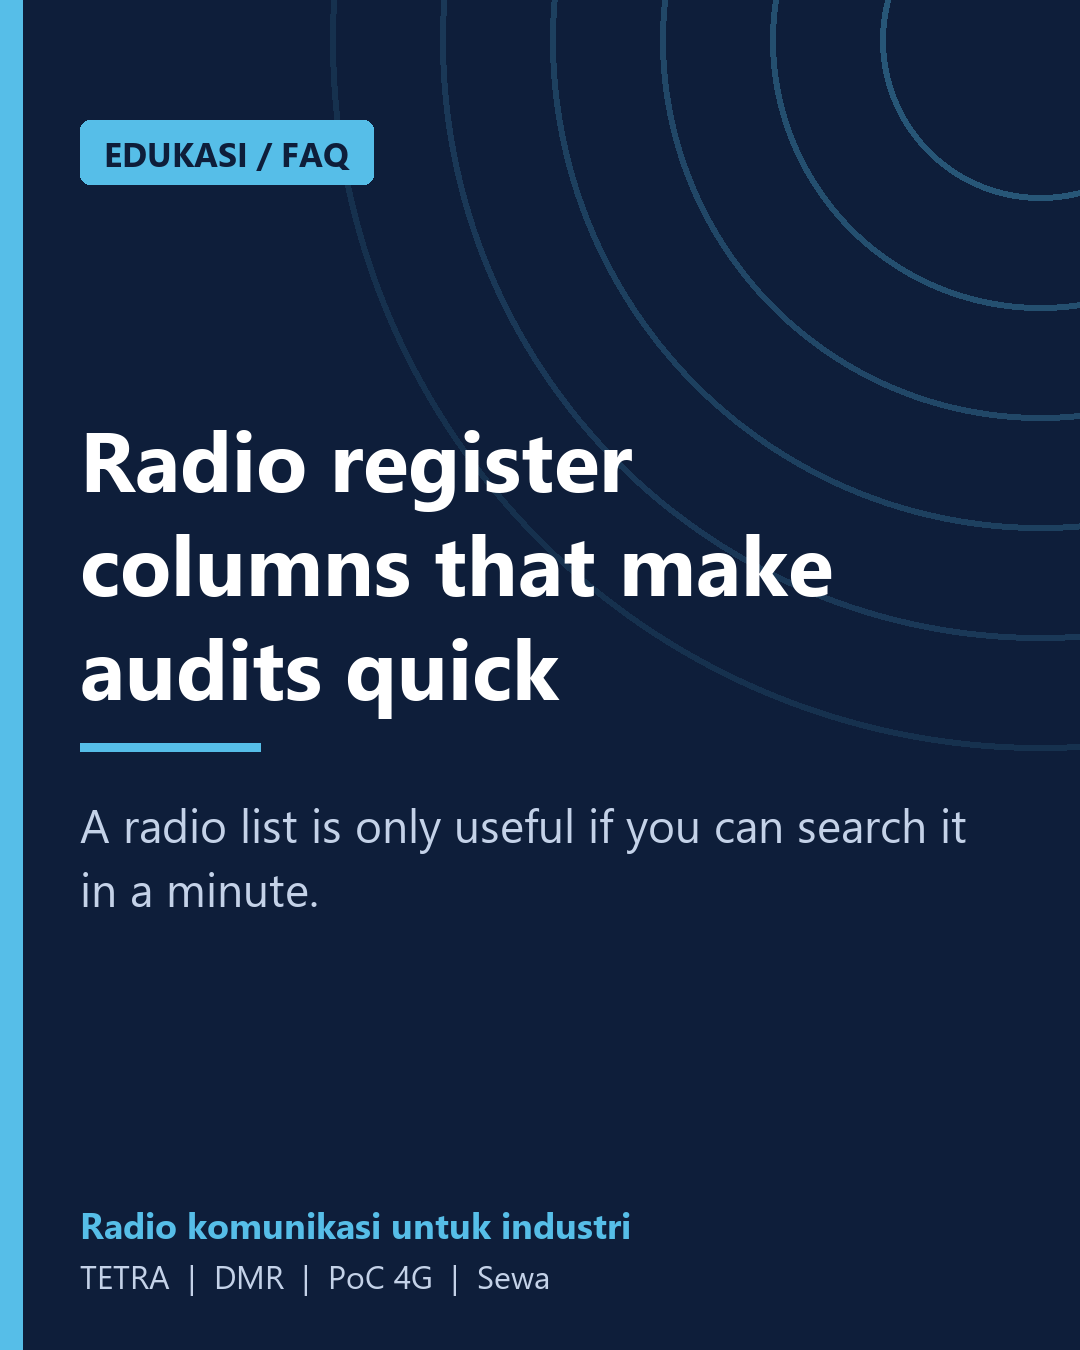 EDUKASI / FAQ
Radio register
columns that make
audits quick
A radio list is only useful if you can search it
in a minute.
Radio komunikasi untuk industri
TETRA | DMR | PoC 4G | Sewa